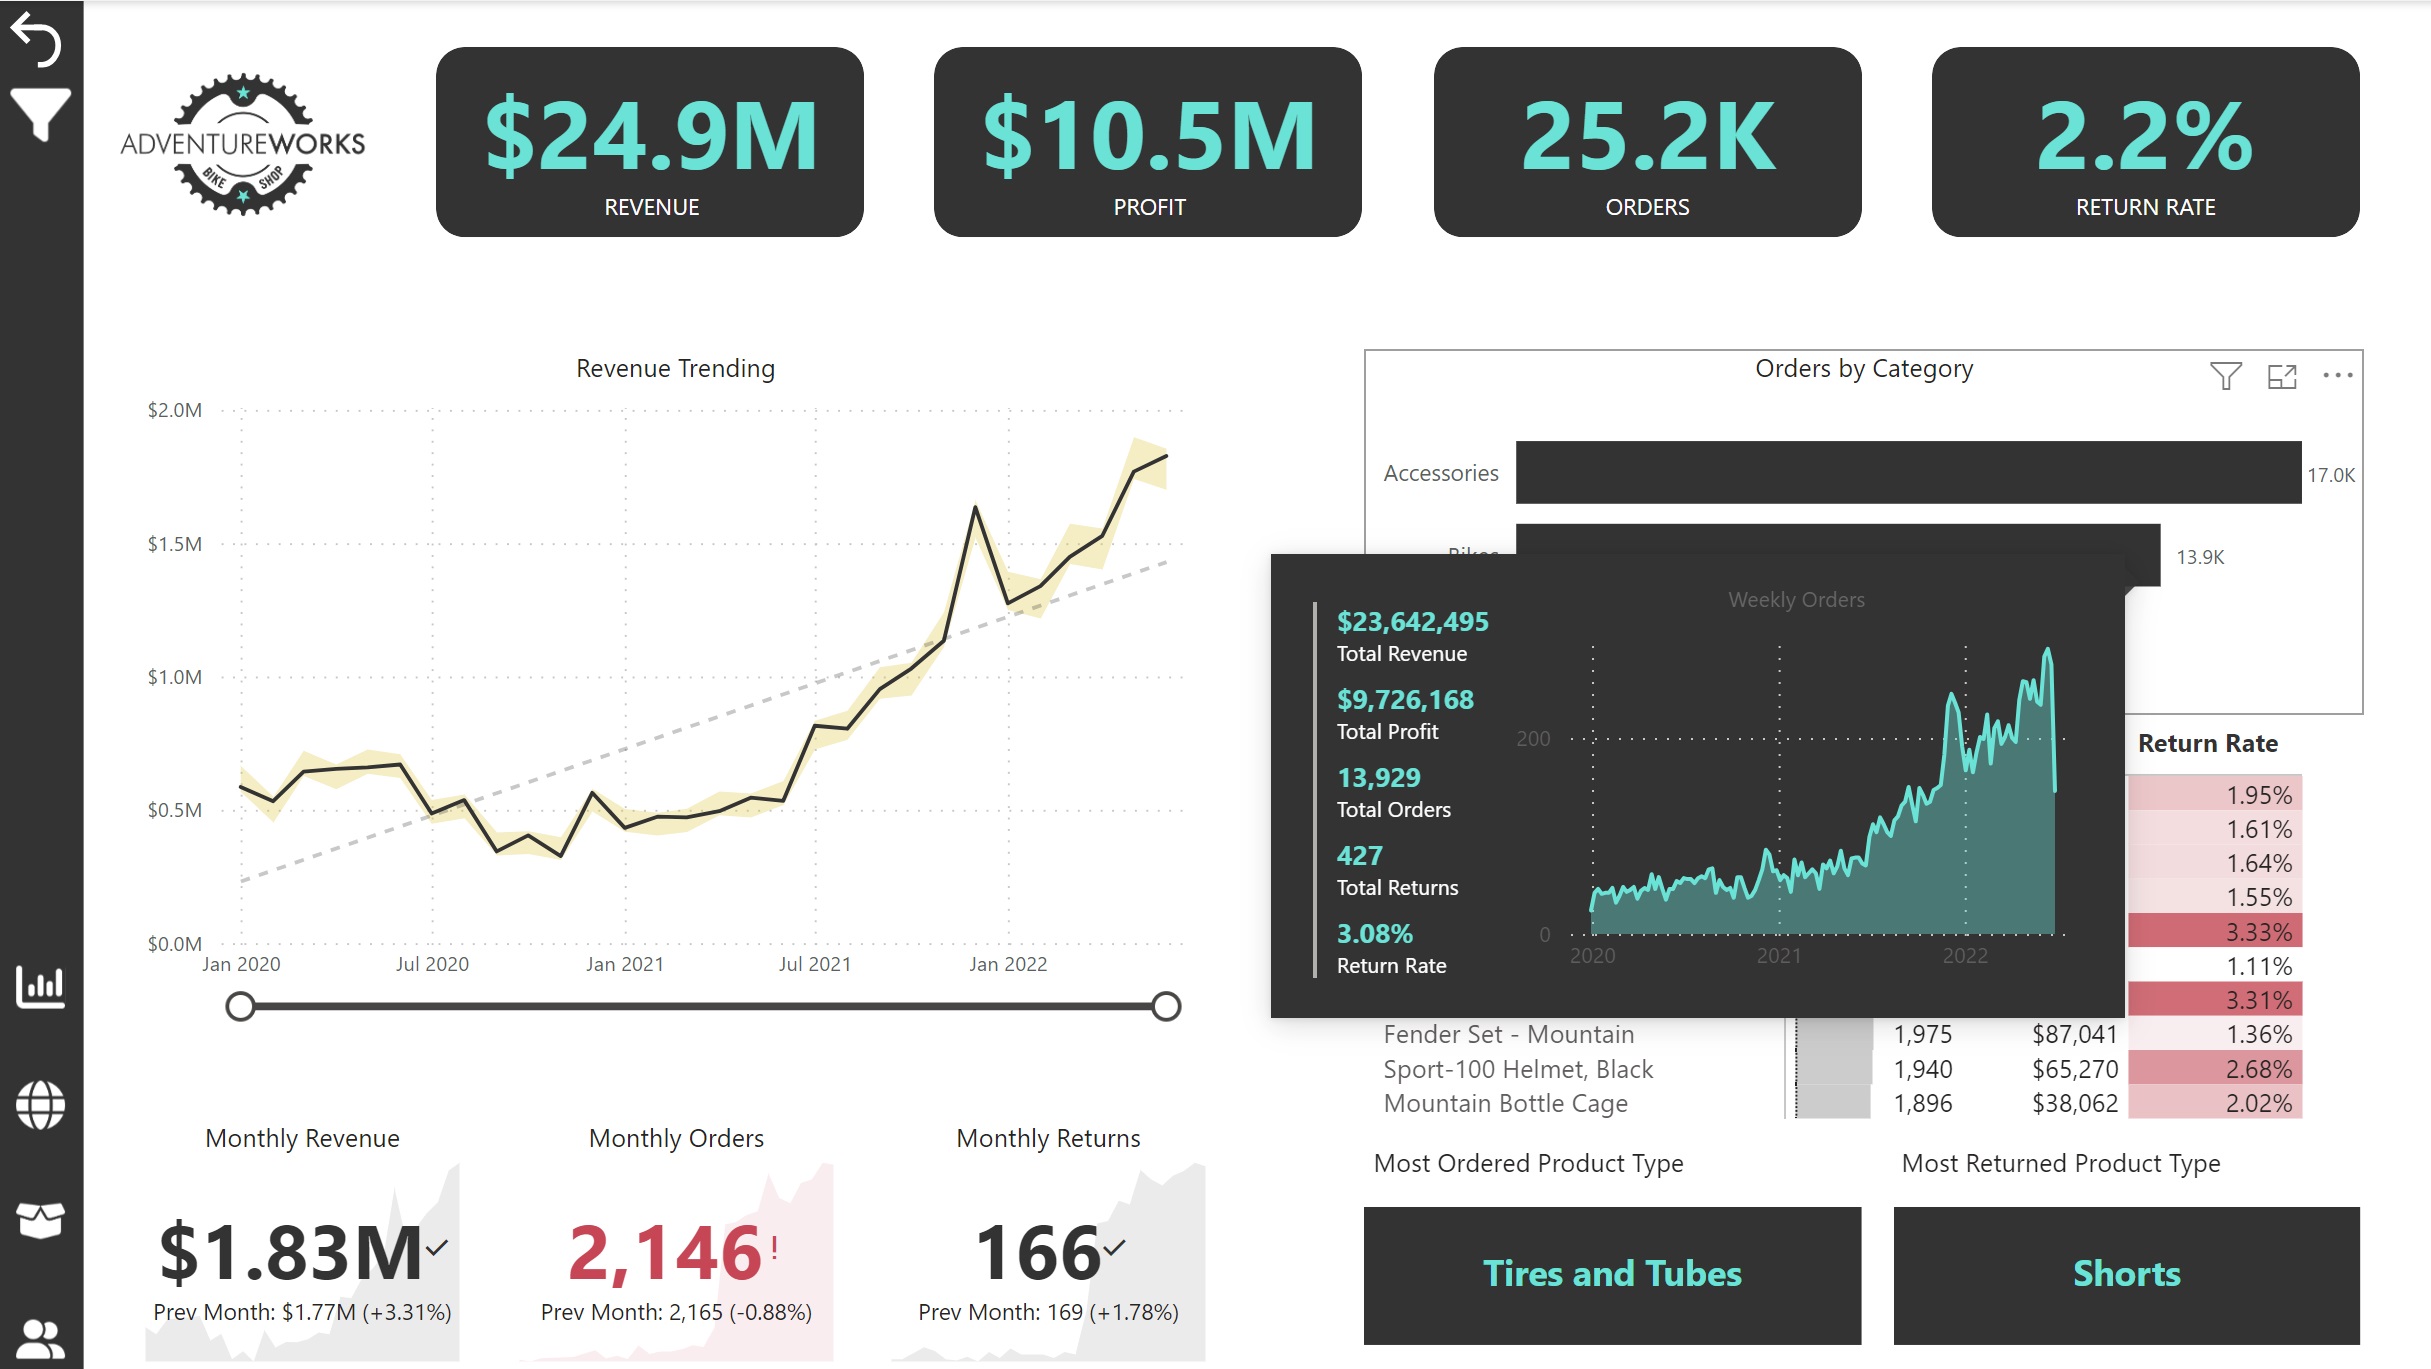 ADVENTUREWORKS
BIKE SHOP
$24.9M
REVENUE
$10.5M
PROFIT
25.2K
ORDERS
2.2%
RETURN RATE
Revenue Trending
$2.0M
$1.5M
$1.0M
$0.5M
$0.0M
Jan 2020 Jul 2020 Jan 2021 Jul 2021 Jan 2022
Orders by Category
Accessories 17.0K
Bikes 13.9K
Weekly Orders
$23,642,495
Total Revenue
$9,726,168
Total Profit
13,929
Total Orders
427
Total Returns
3.08%
Return Rate
200
0
2020 2021 2022
Return Rate
1.95%
1.61%
1.64%
1.55%
3.33%
1.11%
3.31%
Fender Set - Mountain 1,975 $87,041 1.36%
Sport-100 Helmet, Black 1,940 $65,270 2.68%
Mountain Bottle Cage 1,896 $38,062 2.02%
Monthly Revenue
$1.83M
Prev Month: $1.77M (+3.31%)
Monthly Orders
2,146!
Prev Month: 2,165 (-0.88%)
Monthly Returns
166
Prev Month: 169 (+1.78%)
Most Ordered Product Type
Tires and Tubes
Most Returned Product Type
Shorts